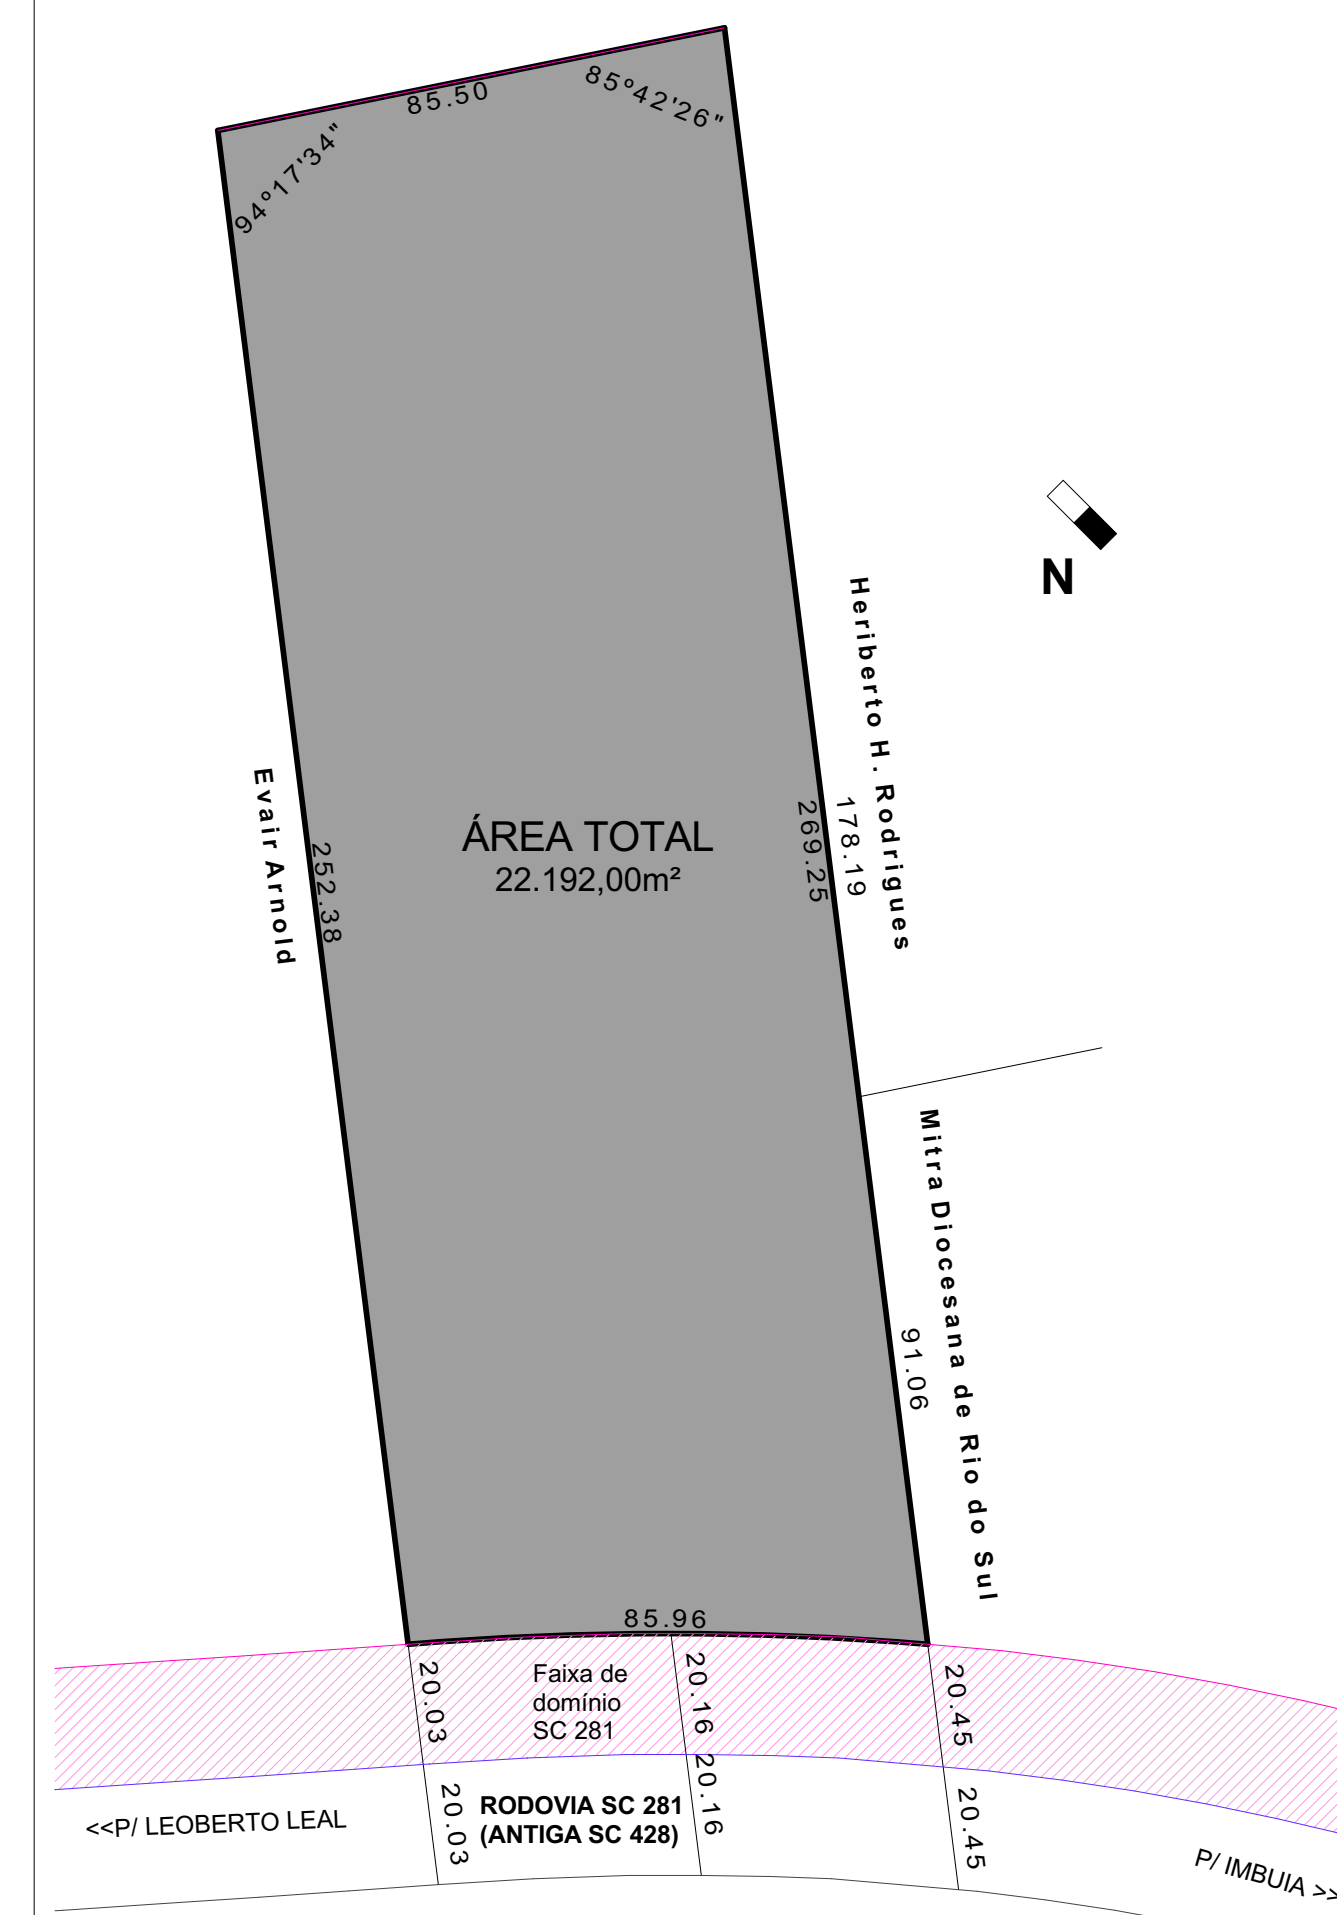 85.50
85°42'26"
94°17'34"
N
Heriberto H. Rodrigues
Evair Arnold
252.38
ÁREA TOTAL
22.192,00m²
269.25
178.19
Mitra Diocesana de Rio do Sul
91.06
85.96
20.03
Faixa de
domínio
SC 281
20.16
20.45
<<P/ LEOBERTO LEAL
20.03
RODOVIA SC 281
(ANTIGA SC 428)
20.16
20.45
P/ IMBUIA >>